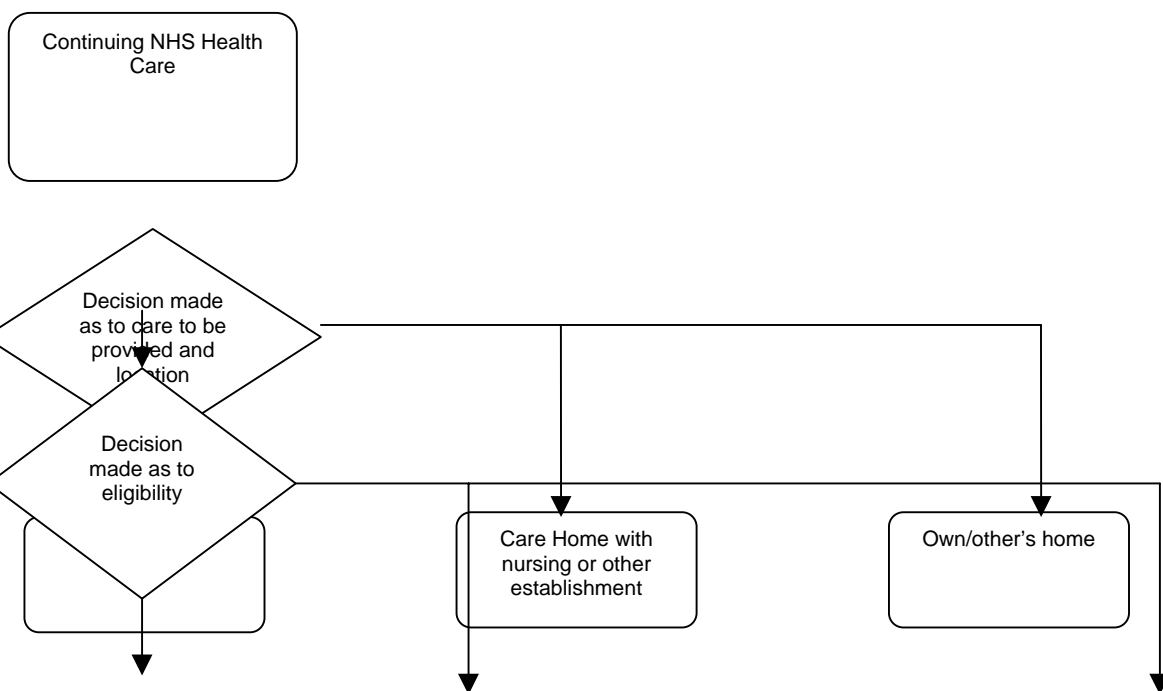 Continuing NHS Health
Care
Decision made
as to care to be
provided and
location
Decision
made as to
eligibility
Care Home with
nursing or other
establishment
Own/other's home